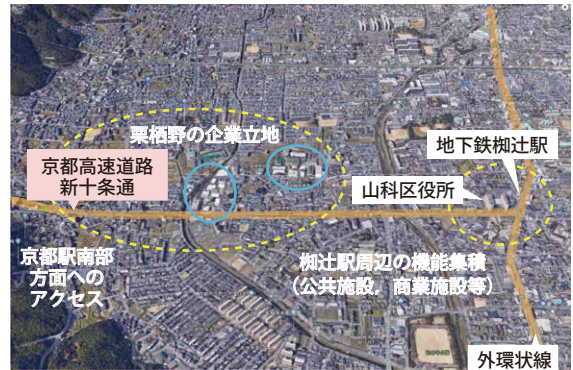 栗栖野の企業立地
京都高速道路
新十条通
地下鉄椥辻駅
山科区役所
京都駅南部
方面への
アクセス
椥辻駅周辺の機能集積
（公共施設，商業施設等）
外環状線